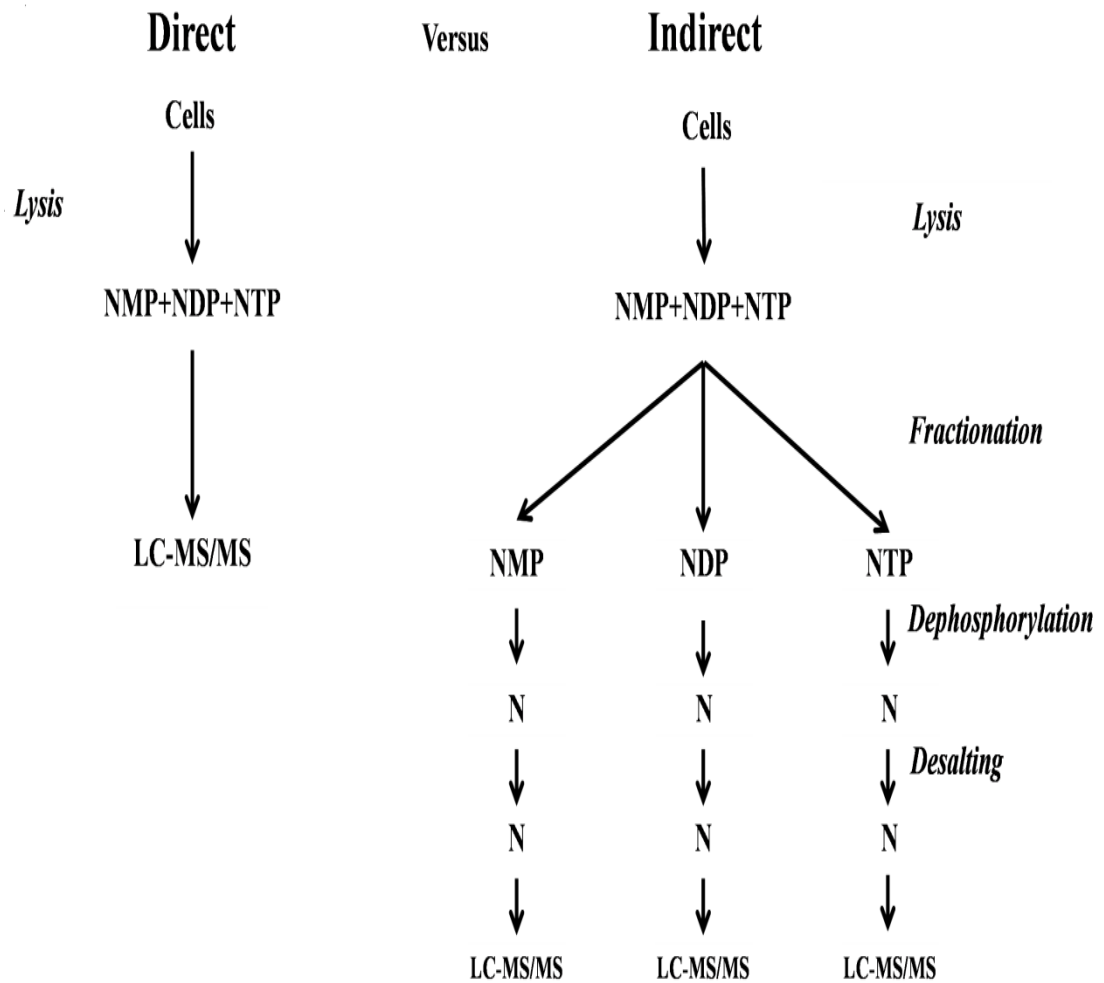 Direct Versus Indirect
Cells Cells
Lysis Lysis
NMP+NDP+NTP NMP+NDP+NTP
Fractionation
LC-MS/MS NMP NDP NTP
Dephosphorylation
N N N
Desalting
N N N
LC-MS/MS LC-MS/MS LC-MS/MS